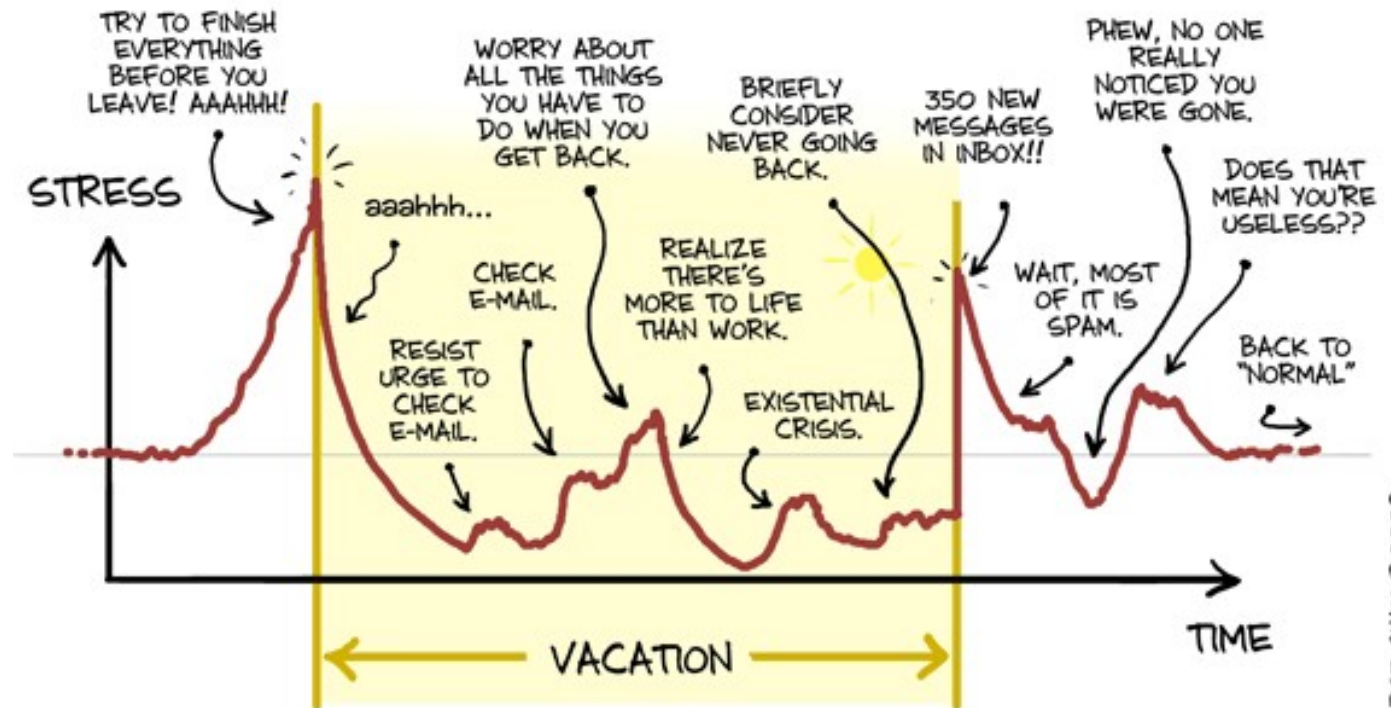 TRY TO FINISH
EVERYTHING
BEFORE YOU
LEAVE! AAAHHH!
STRESS
aaahhh...
RESIST
URGE TO
CHECK
E-MAIL.
CHECK
E-MAIL.
WORRY ABOUT
ALL THE THINGS
YOU HAVE TO
DO WHEN YOU
GET BACK.
REALIZE
THERE'S
MORE TO LIFE
THAN WORK.
EXISTENTIAL
CRISIS.
BRIEFLY
CONSIDER
NEVER GOING
BACK.
350 NEW
MESSAGES
IN INBOX!!
WAIT, MOST
OF IT IS
SPAM.
PHEW, NO ONE
REALLY
NOTICED YOU
WERE GONE.
DOES THAT
MEAN YOU'RE
USELESS??
BACK TO
"NORMAL"
TIME
VACATION